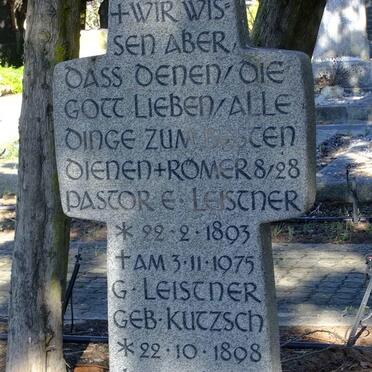 +WIR WIS-
SEN ABER,
DASS DENEN/DIE
GOTT LIEBEN/ALLE
DINGE ZUM BESTEN
DIENEN+RÖMER 8/28
PASTOR E. LEISTNER
* 22·2·1893
† AM 3·11·1975
G· LEISTNER
GEB·KUTZSCH
* 22·10·1898